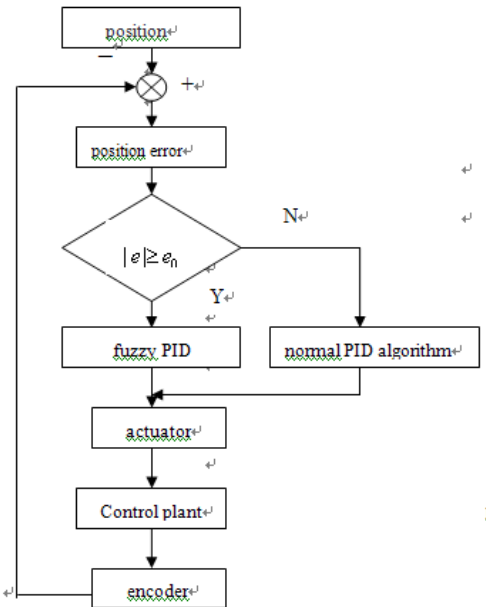 position
−
+
position error
|e|≥e₀
N
Y
fuzzy PID
normal PID algorithm
actuator
Control plant
encoder